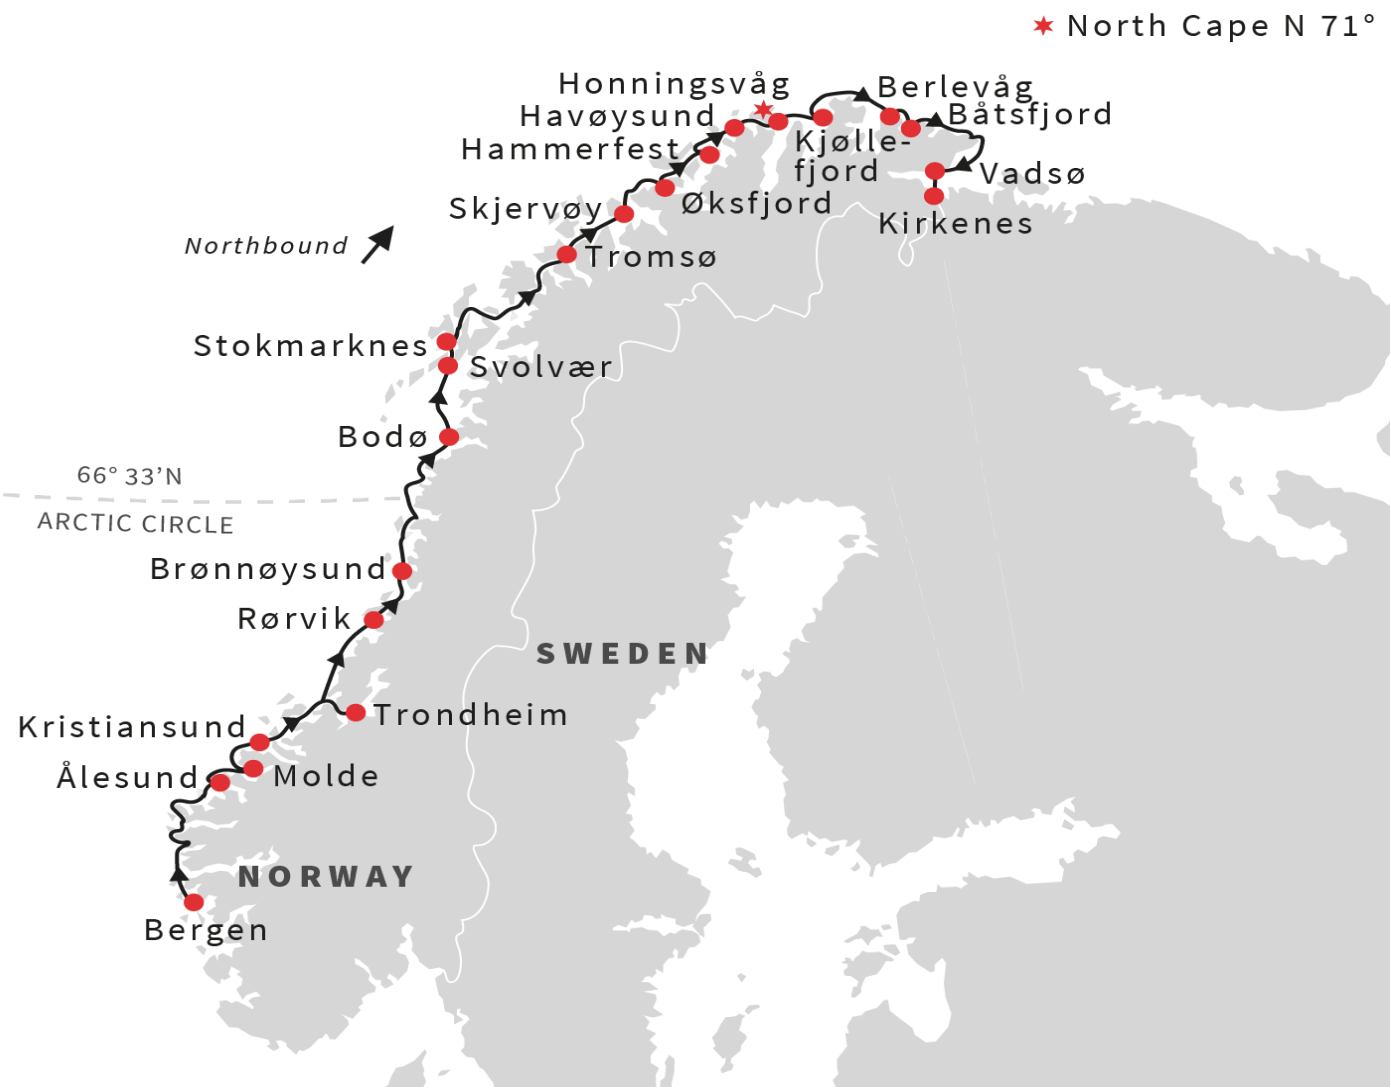 North Cape N 71°
Honningsvåg
Berlevåg
Havøysund
Båtsfjord
Hammerfest
Kjølle-
fjord
Vadsø
Skjervøy
Øksfjord
Kirkenes
Northbound
Tromsø
Stokmarknes
Svolvær
Bodø
66° 33’N
ARCTIC CIRCLE
Brønnøysund
Rørvik
SWEDEN
Trondheim
Kristiansund
Ålesund
Molde
NORWAY
Bergen